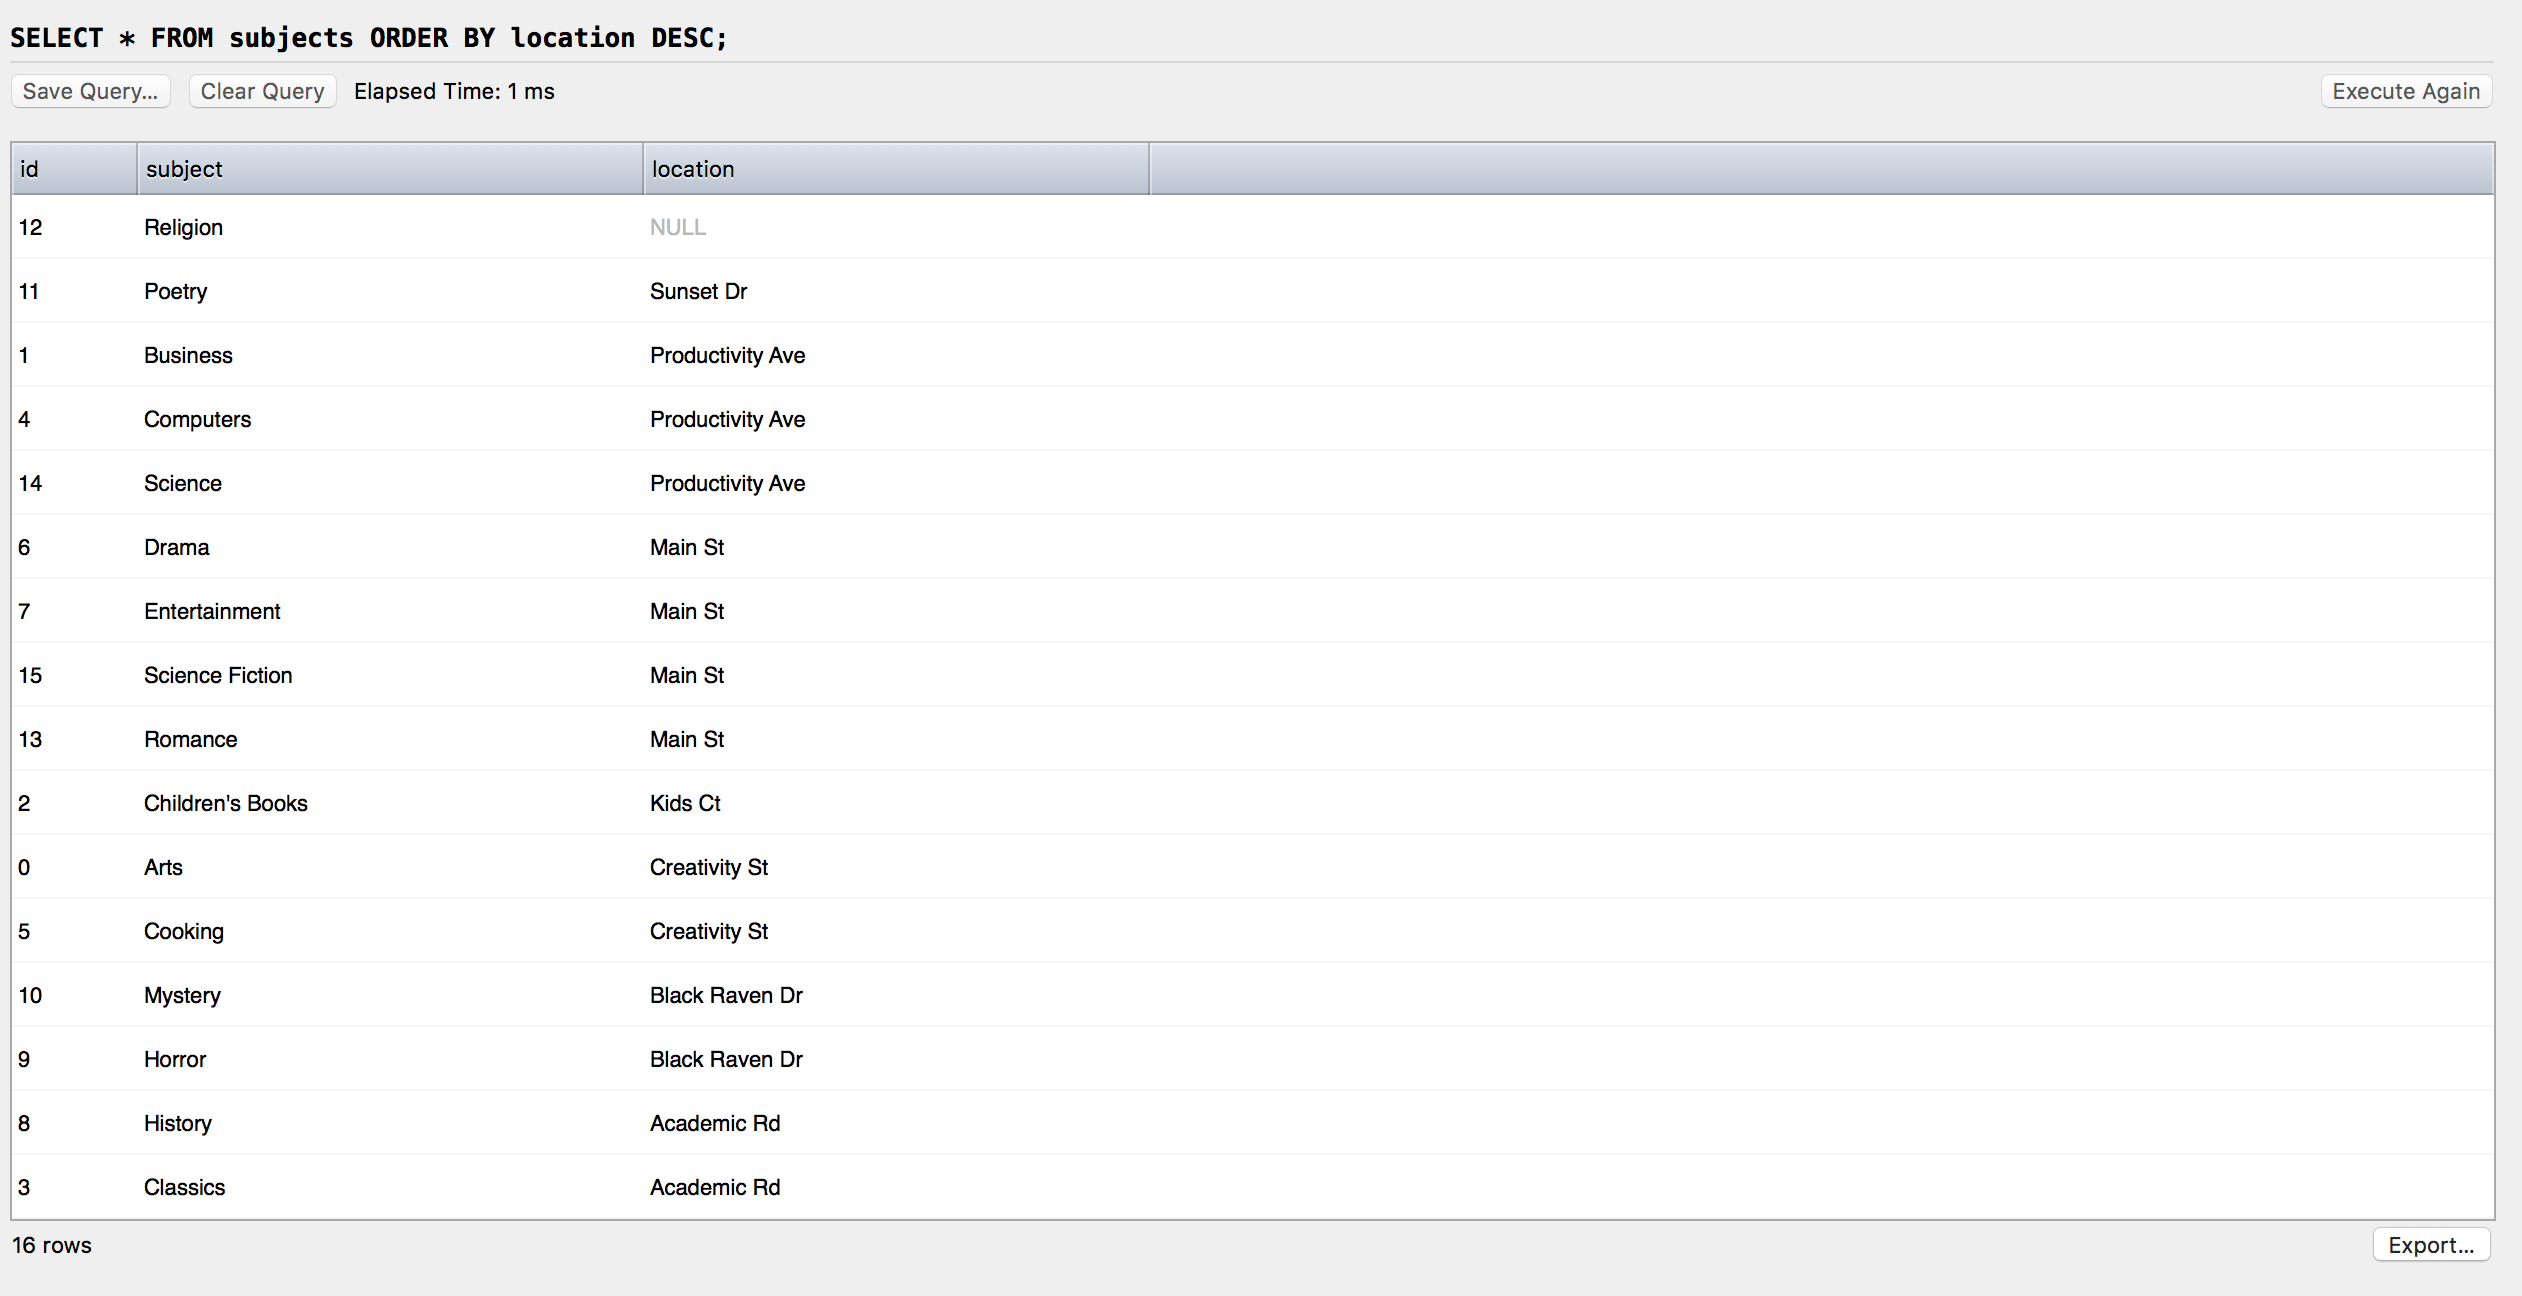 SELECT * FROM subjects ORDER BY location DESC;
Save Query... Clear Query Elapsed Time: 1 ms Execute Again
id subject location
12 Religion NULL
11 Poetry Sunset Dr
1 Business Productivity Ave
4 Computers Productivity Ave
14 Science Productivity Ave
6 Drama Main St
7 Entertainment Main St
15 Science Fiction Main St
13 Romance Main St
2 Children's Books Kids Ct
0 Arts Creativity St
5 Cooking Creativity St
10 Mystery Black Raven Dr
9 Horror Black Raven Dr
8 History Academic Rd
3 Classics Academic Rd
16 rows Export...